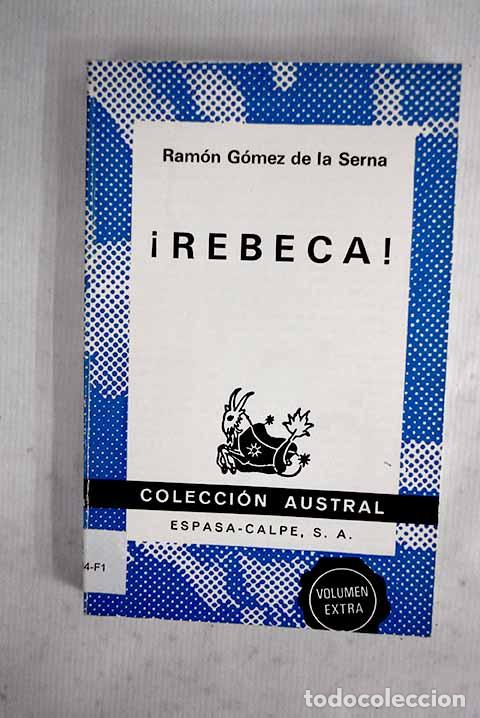 Ramón Gómez de la Serna
¡REBECA!
COLECCIÓN AUSTRAL
ESPASA-CALPE, S. A.
4-F1
VOLUMEN
EXTRA
todocoleccion